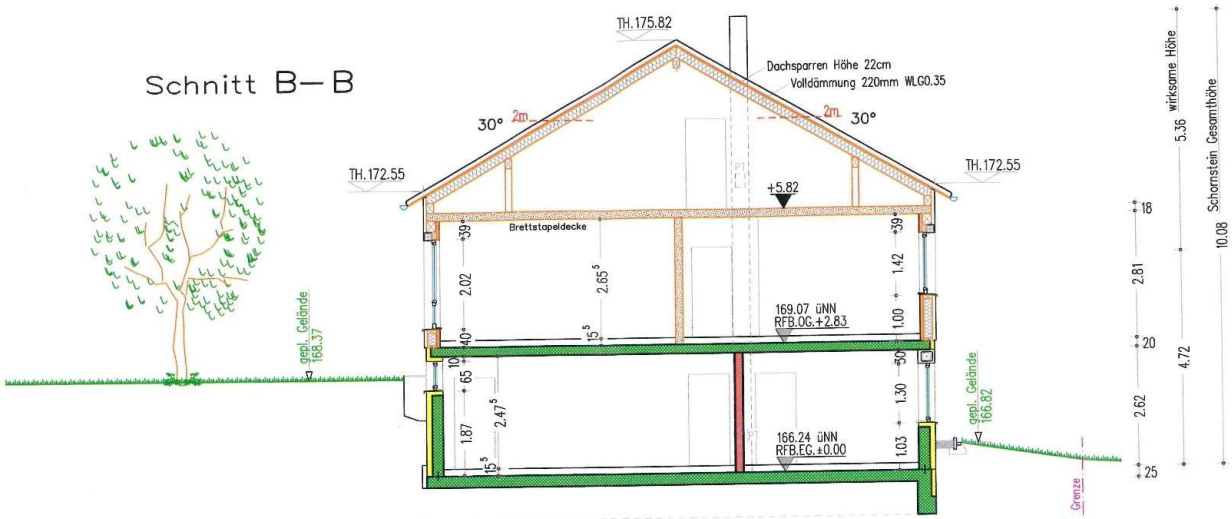 Schnitt B-B
TH.175.82
Dachsparren Höhe 22cm
Volldämmung 220mm WLG0.35
30°
2m
2m
30°
TH.172.55
TH.172.55
+5.82
Brettstapeldecke
39
2.02
40
2.65⁵
15⁵
39
1.42
1.00
169.07 üNN
RFB.OG.+2.83
gepl. Gelände
168.37
10
65
1.87
2.47⁵
15⁵
30
1.30
1.03
166.24 üNN
RFB.EG.±0.00
gepl. Gelände
166.82
Grenze
18
2.81
20
2.62
25
wirksame Höhe
5.36
4.72
Schornstein Gesamthöhe
10.08